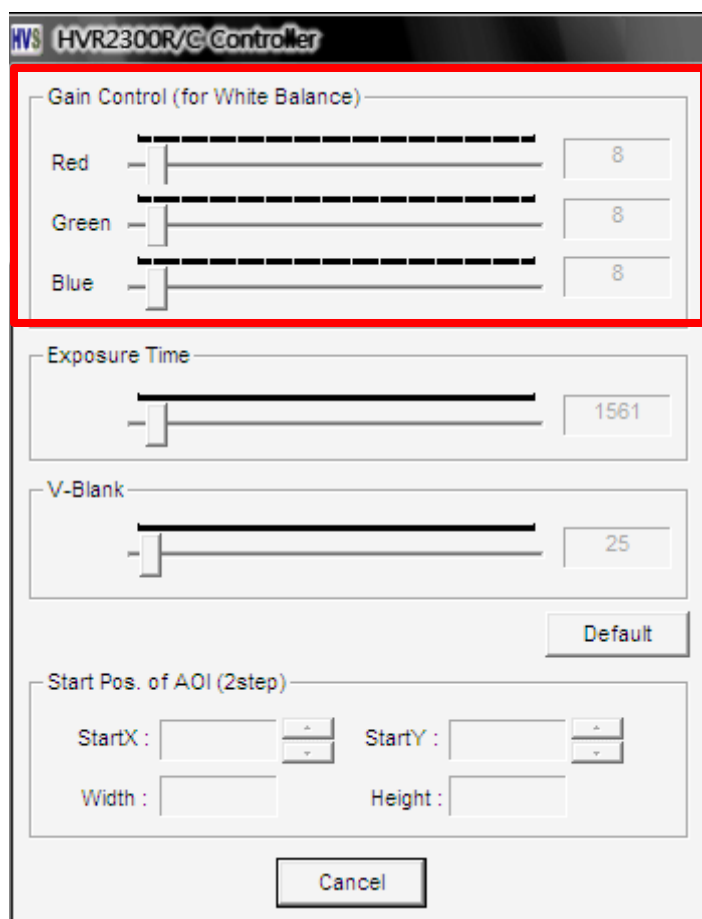 HVS HVR2300R/C Controller
Gain Control (for White Balance)
Red 8
Green 8
Blue 8
Exposure Time
1561
V-Blank
25
Default
Start Pos. of AOI (2step)
StartX : StartY :
Width : Height :
Cancel